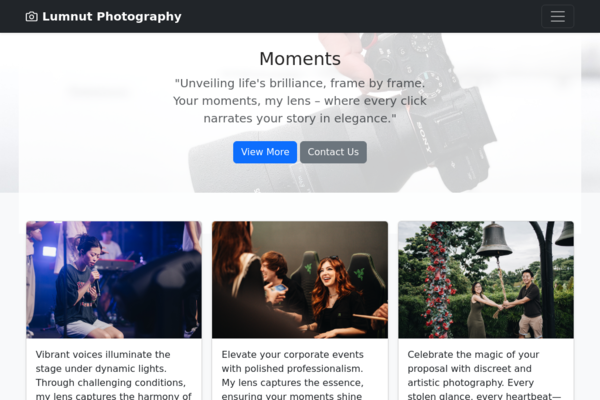 Lumnut Photography
Moments
"Unveiling life's brilliance, frame by frame.
Your moments, my lens – where every click
narrates your story in elegance."
View More
Contact Us
SONY
Vibrant voices illuminate the
stage under dynamic lights.
Through challenging conditions,
my lens captures the harmony of
Elevate your corporate events
with polished professionalism.
My lens captures the essence,
ensuring your moments shine
Celebrate the magic of your
proposal with discreet and
artistic photography. Every
stolen glance, every heartbeat—